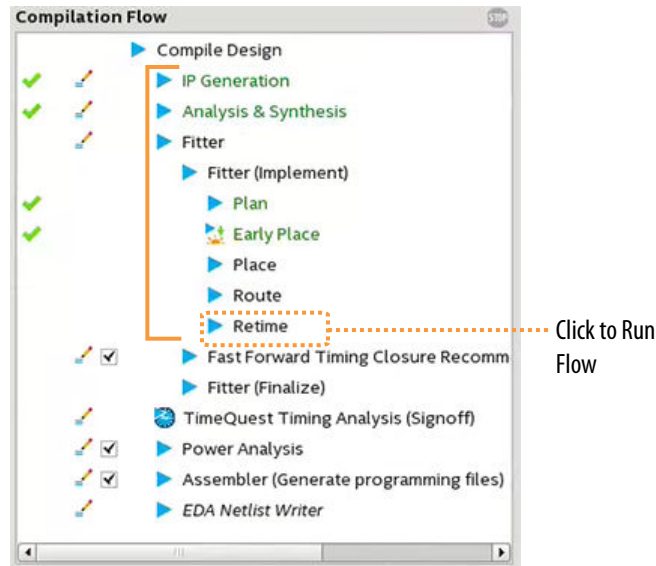 Compilation Flow
STOP
Compile Design
IP Generation
Analysis & Synthesis
Fitter
Fitter (Implement)
Plan
Early Place
Place
Route
Retime
Click to Run
Flow
Fast Forward Timing Closure Recomm
Fitter (Finalize)
TimeQuest Timing Analysis (Signoff)
Power Analysis
Assembler (Generate programming files)
EDA Netlist Writer